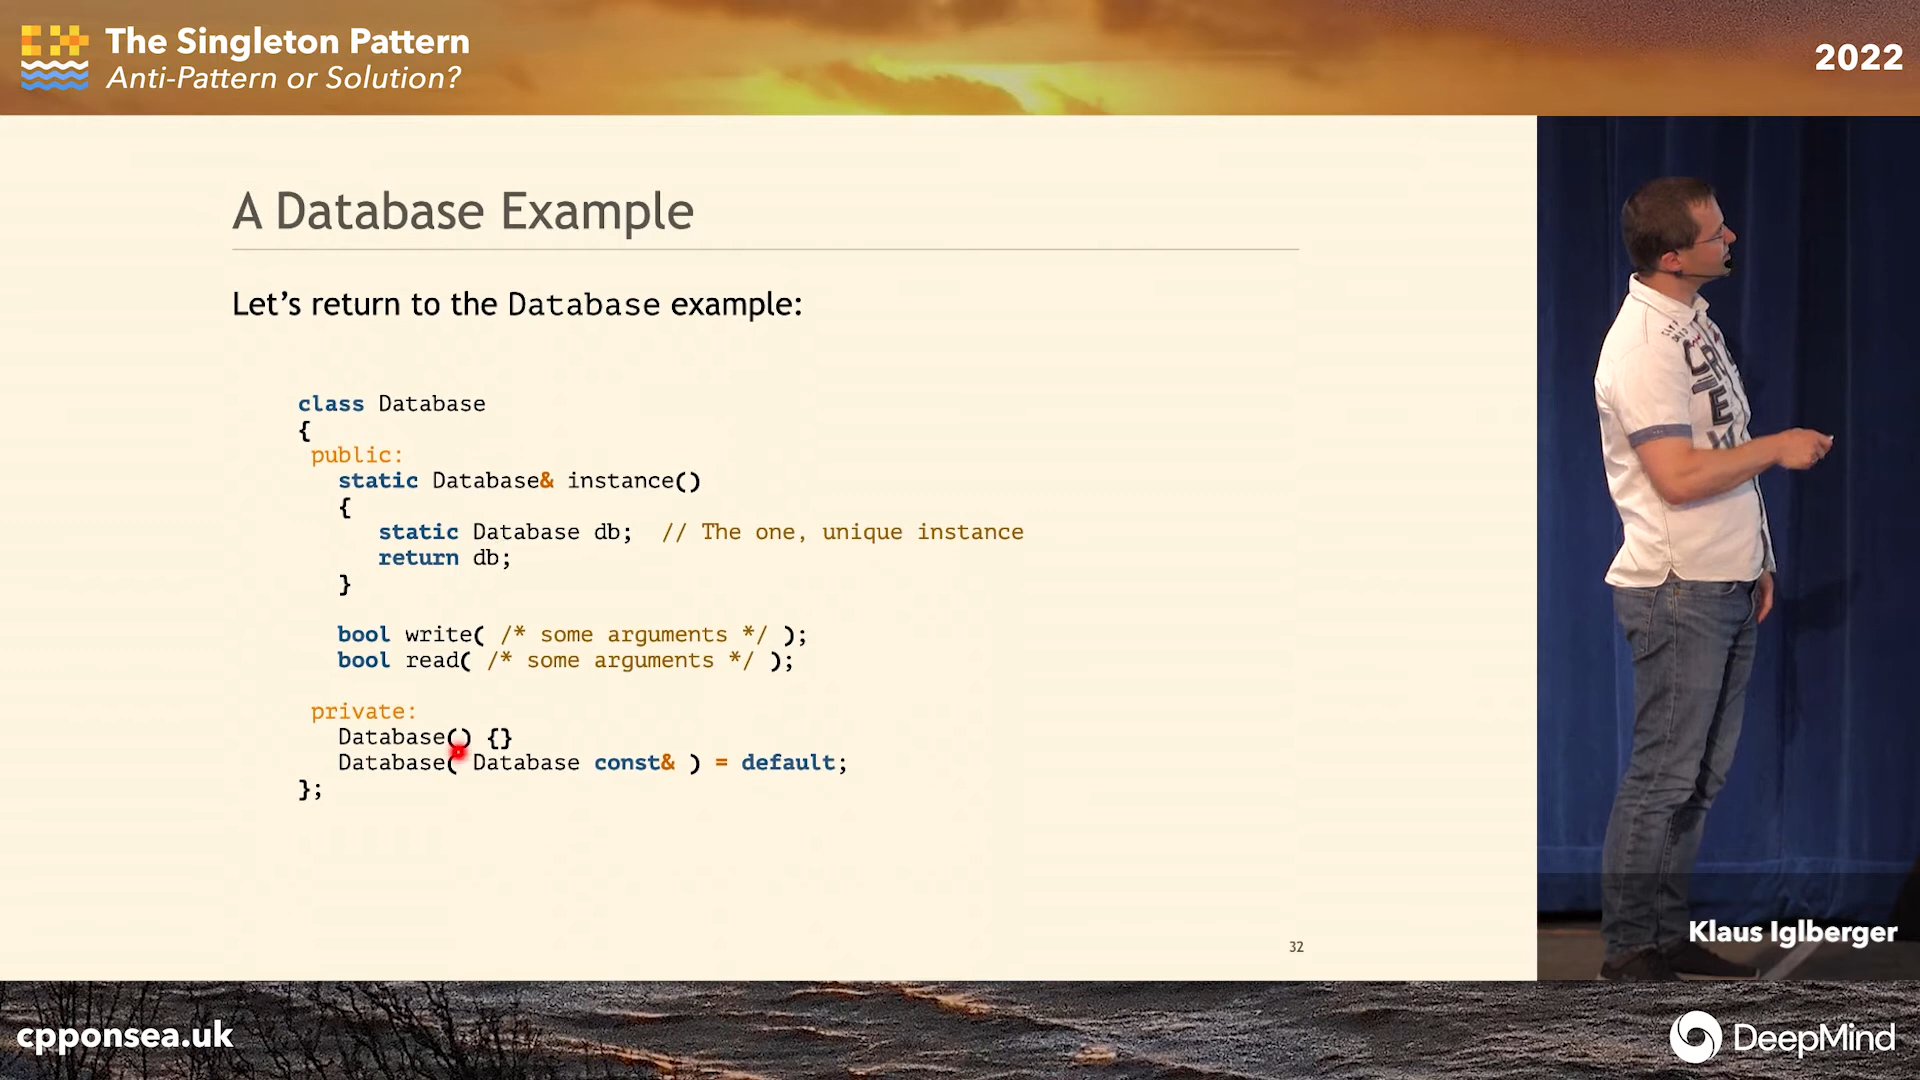 The Singleton Pattern
Anti-Pattern or Solution?
2022
A Database Example
Let’s return to the Database example:
class Database
{
public:
static Database& instance()
{
static Database db; // The one, unique instance
return db;
}
bool write( /* some arguments */ );
bool read( /* some arguments */ );
private:
Database() {}
Database( Database const& ) = default;
};
32
Klaus Iglberger
cpponsea.uk
DeepMind